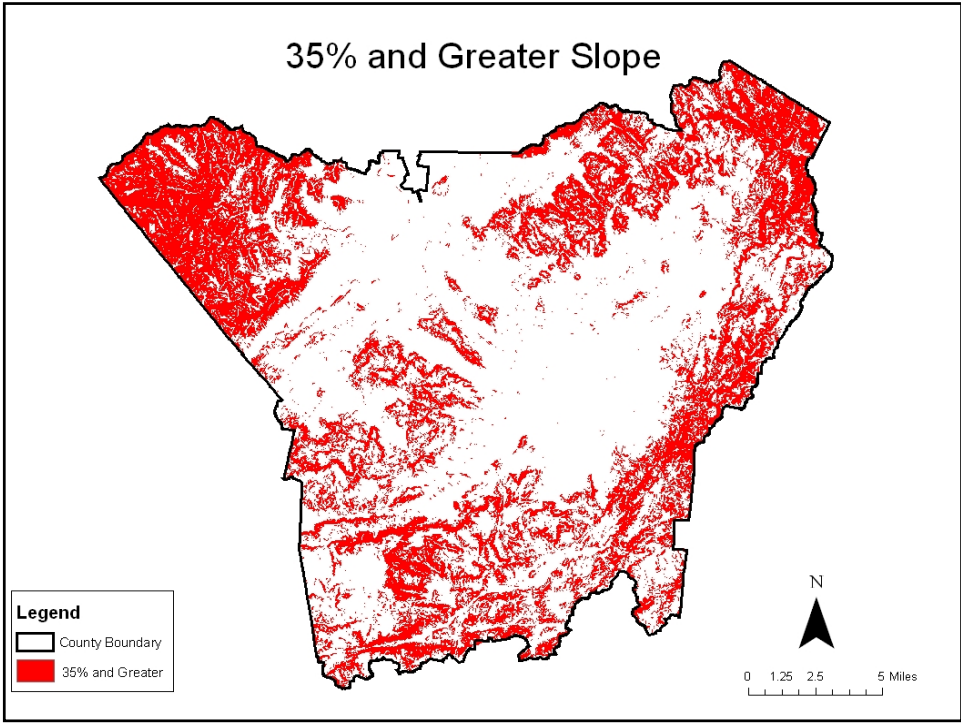 35% and Greater Slope
Legend
County Boundary
35% and Greater
N
0 1.25 2.5 5 Miles